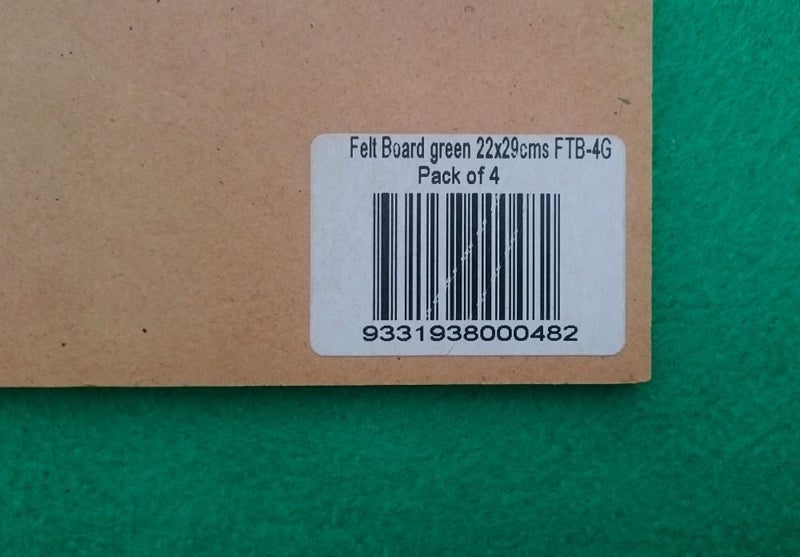 Felt Board green 22x29cms FTB-4G
Pack of 4
9331938000482